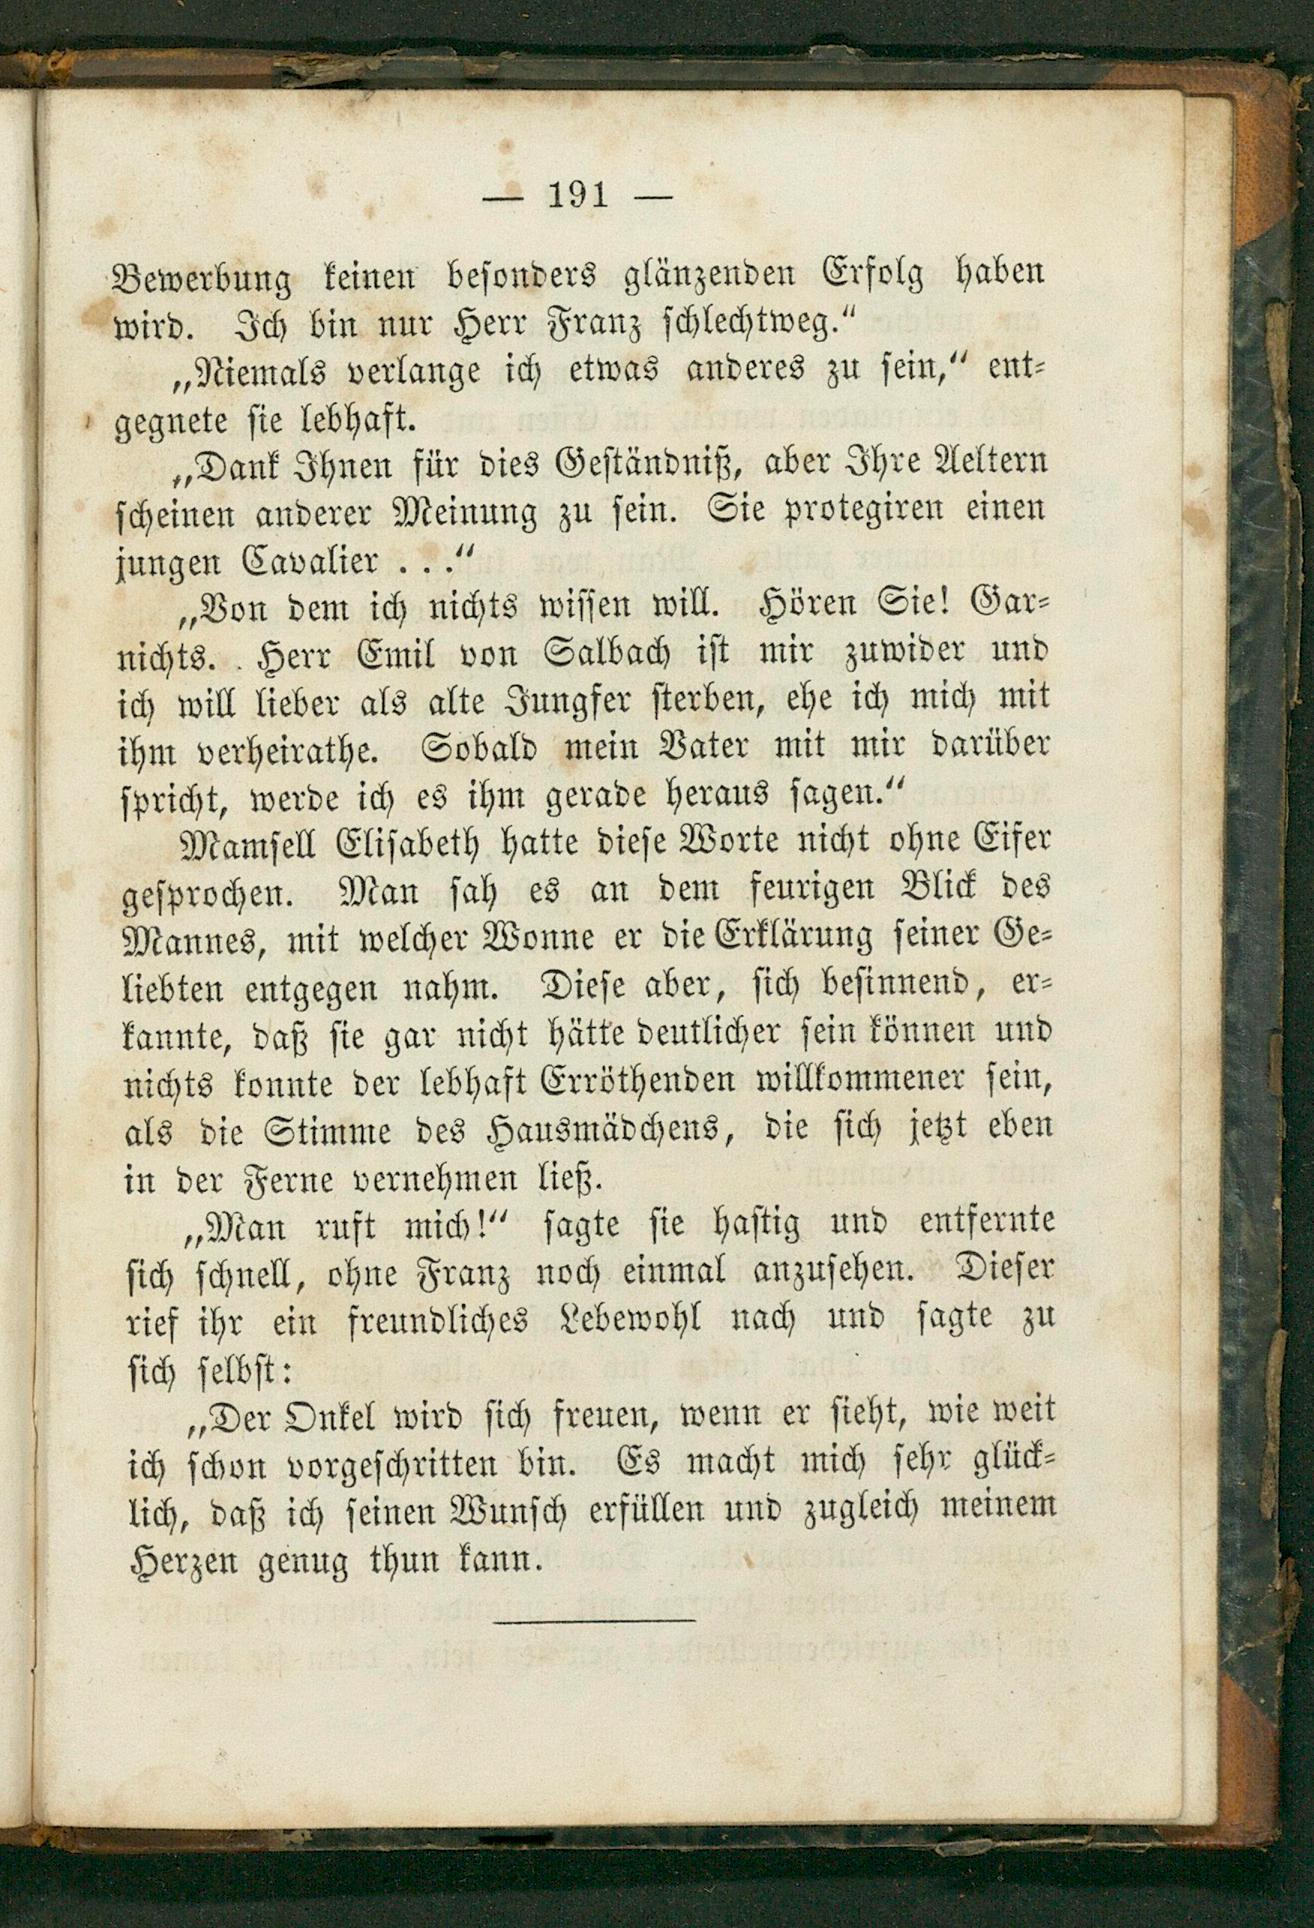 — 191 —
Bewerbung keinen besonders glänzenden Erfolg haben
wird. Ich bin nur Herr Franz schlechtweg.“
„Niemals verlange ich etwas anderes zu sein,“ ent-
gegnete sie lebhaft.
„Dank Ihnen für dies Geständniß, aber Ihre Aeltern
scheinen anderer Meinung zu sein. Sie protegiren einen
jungen Cavalier . . .“
„Von dem ich nichts wissen will. Hören Sie! Gar-
nichts. Herr Emil von Salbach ist mir zuwider und
ich will lieber als alte Jungfer sterben, ehe ich mich mit
ihm verheirathe. Sobald mein Vater mit mir darüber
spricht, werde ich es ihm gerade heraus sagen.“
Mamsell Elisabeth hatte diese Worte nicht ohne Eifer
gesprochen. Man sah es an dem feurigen Blick des
Mannes, mit welcher Wonne er die Erklärung seiner Ge-
liebten entgegen nahm. Diese aber, sich besinnend, er-
kannte, daß sie gar nicht hätte deutlicher sein können und
nichts konnte der lebhaft Erröthenden willkommener sein,
als die Stimme des Hausmädchens, die sich jetzt eben
in der Ferne vernehmen ließ.
„Man ruft mich!“ sagte sie hastig und entfernte
sich schnell, ohne Franz noch einmal anzusehen. Dieser
rief ihr ein freundliches Lebewohl nach und sagte zu
sich selbst:
„Der Onkel wird sich freuen, wenn er sieht, wie weit
ich schon vorgeschritten bin. Es macht mich sehr glück-
lich, daß ich seinen Wunsch erfüllen und zugleich meinem
Herzen genug thun kann.